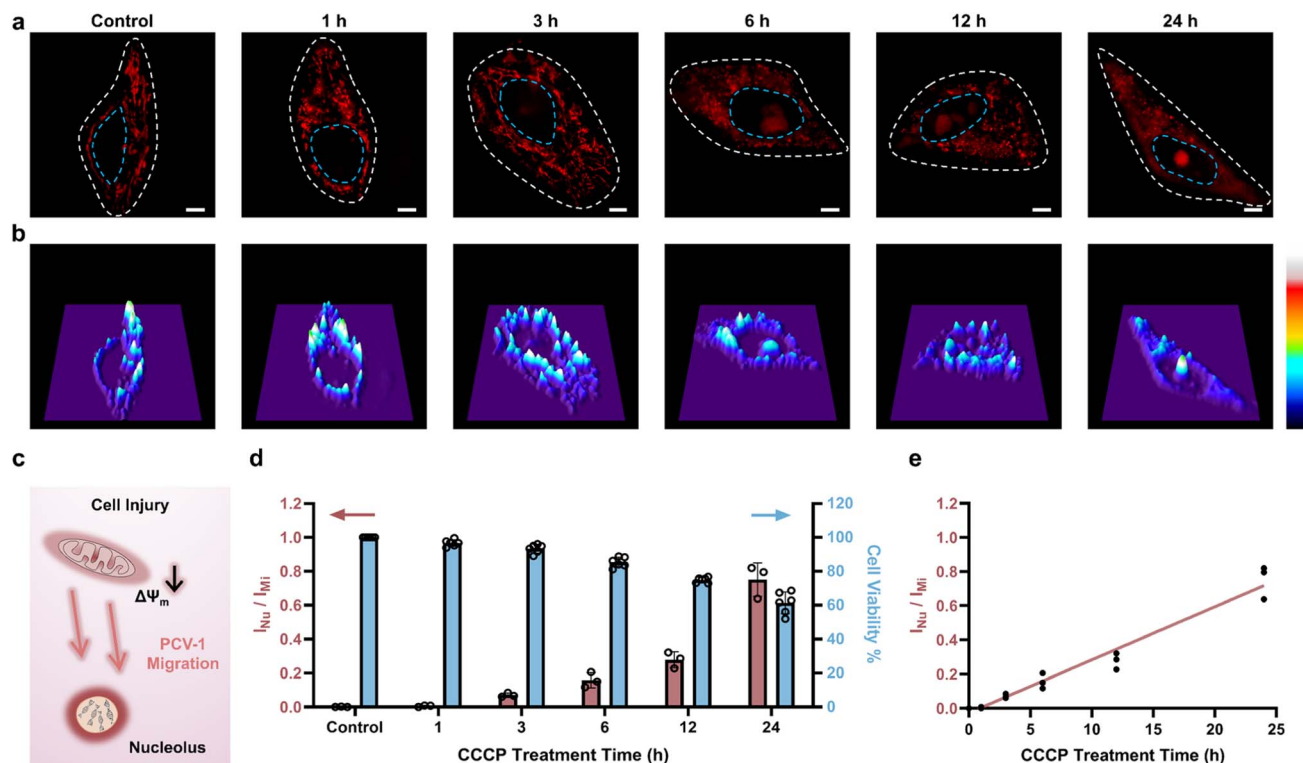 a
Control
1 h
3 h
6 h
12 h
24 h
b
c
Cell Injury
ΔΨm
PCV-1
Migration
Nucleolus
d
INu / IMi
1.2
1.0
0.8
0.6
0.4
0.2
0.0
120
100
80
60
40
20
0
Cell Viability %
Control
1
3
6
12
24
CCCP Treatment Time (h)
e
INu / IMi
1.2
1.0
0.8
0.6
0.4
0.2
0.0
0
5
10
15
20
25
CCCP Treatment Time (h)